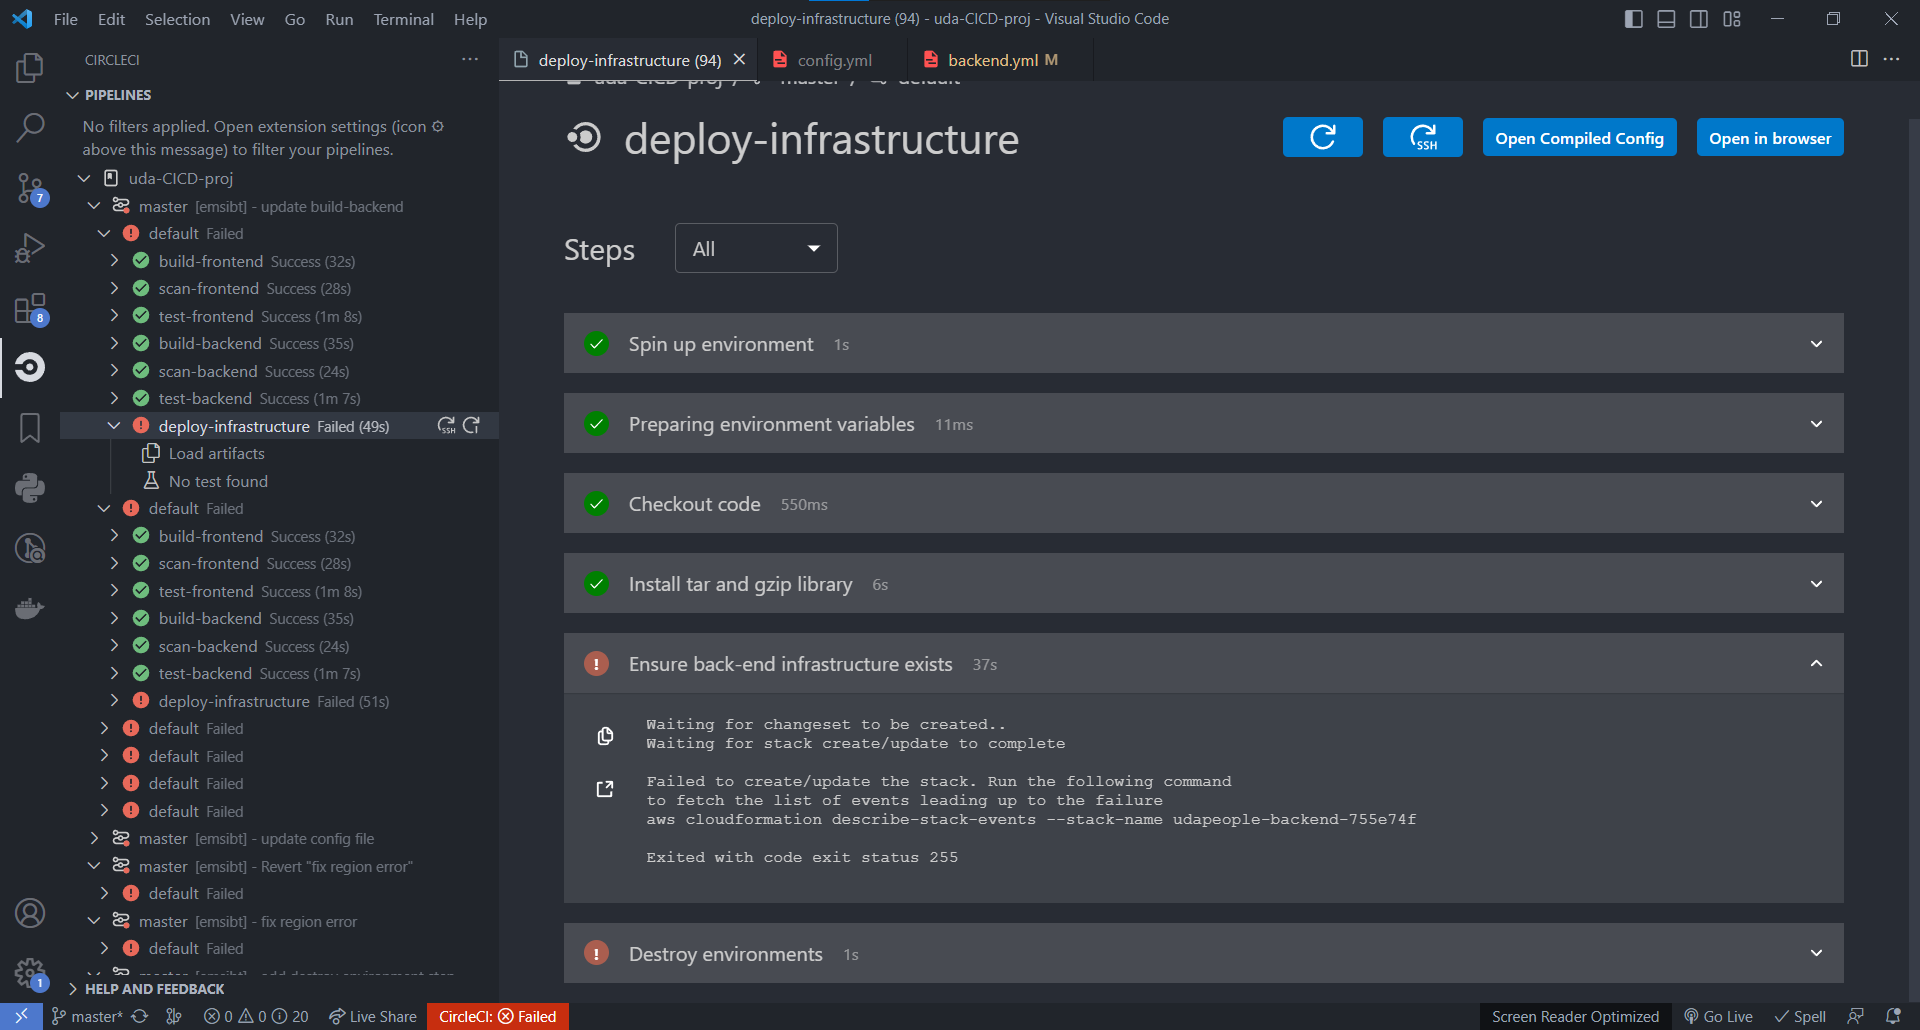 File Edit Selection View Go Run Terminal Help
deploy-infrastructure (94) - uda-CICD-proj - Visual Studio Code
CIRCLECI
PIPELINES
No filters applied. Open extension settings (icon
above this message) to filter your pipelines.
uda-CICD-proj
master [emsibt] - update build-backend
default Failed
build-frontend Success (32s)
scan-frontend Success (28s)
test-frontend Success (1m 8s)
build-backend Success (35s)
scan-backend Success (24s)
test-backend Success (1m 7s)
deploy-infrastructure Failed (49s)
SSH
Load artifacts
No test found
default Failed
build-frontend Success (32s)
scan-frontend Success (28s)
test-frontend Success (1m 8s)
build-backend Success (35s)
scan-backend Success (24s)
test-backend Success (1m 7s)
deploy-infrastructure Failed (51s)
default Failed
default Failed
default Failed
default Failed
master [emsibt] - update config file
master [emsibt] - Revert "fix region error"
default Failed
master [emsibt] - fix region error
default Failed
HELP AND FEEDBACK
7
8
1
deploy-infrastructure (94)
config.yml
backend.yml M
uda-CICD-proj / master / default
deploy-infrastructure
SSH
Open Compiled Config
Open in browser
Steps
All
Spin up environment 1s
Preparing environment variables 11ms
Checkout code 550ms
Install tar and gzip library 6s
Ensure back-end infrastructure exists 37s
Waiting for changeset to be created..
Waiting for stack create/update to complete
Failed to create/update the stack. Run the following command
to fetch the list of events leading up to the failure
aws cloudformation describe-stack-events --stack-name udapeople-backend-755e74f
Exited with code exit status 255
Destroy environments 1s
master* 0 0 20 Live Share CircleCI: Failed
Screen Reader Optimized Go Live Spell